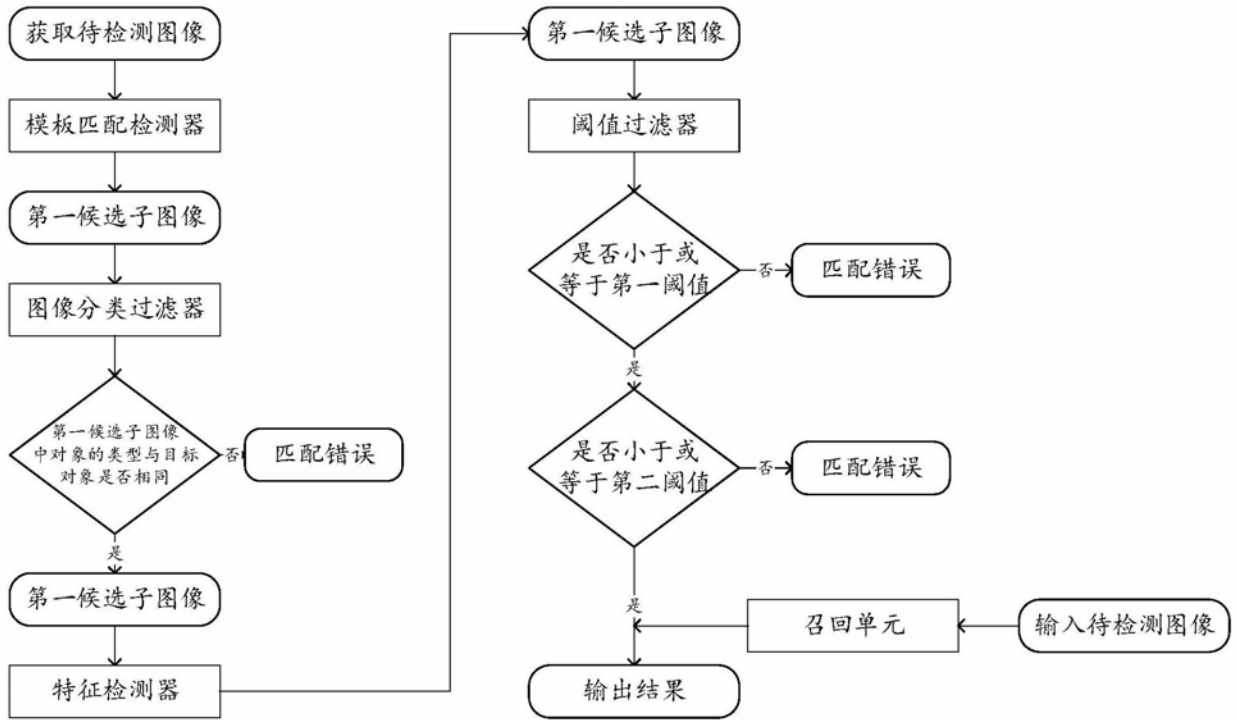 获取待检测图像
模板匹配检测器
第一候选子图像
图像分类过滤器
第一候选子图像
中对象的类型与目标
对象是否相同
否
匹配错误
是
第一候选子图像
特征检测器
第一候选子图像
阈值过滤器
是否小于或
等于第一阈值
否
匹配错误
是
是否小于或
等于第二阈值
否
匹配错误
是
召回单元
输入待检测图像
输出结果